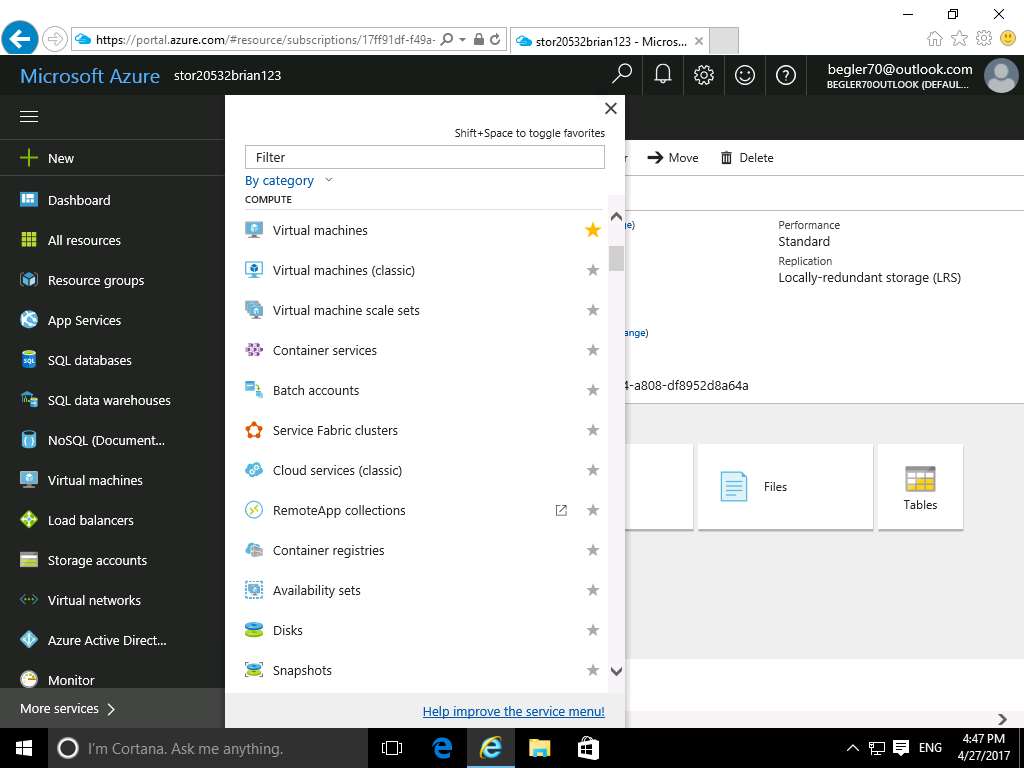 https://portal.azure.com/#resource/subscriptions/17ff91df-f49a-
stor20532brian123 - Micros...
Microsoft Azure
stor20532brian123
begler70@outlook.com
BEGLER70OUTLOOK (DEFAUL...
New
Dashboard
All resources
Resource groups
App Services
SQL databases
SQL data warehouses
NoSQL (Document...
Virtual machines
Load balancers
Storage accounts
Virtual networks
Azure Active Direct...
Monitor
More services
Shift+Space to toggle favorites
Filter
By category
COMPUTE
Virtual machines
Virtual machines (classic)
Virtual machine scale sets
Container services
Batch accounts
Service Fabric clusters
Cloud services (classic)
RemoteApp collections
Container registries
Availability sets
Disks
Snapshots
Help improve the service menu!
Move
Delete
Performance
Standard
Replication
Locally-redundant storage (LRS)
ange)
4-a808-df8952d8a64a
Files
Tables
I'm Cortana. Ask me anything.
ENG
4:47 PM
4/27/2017